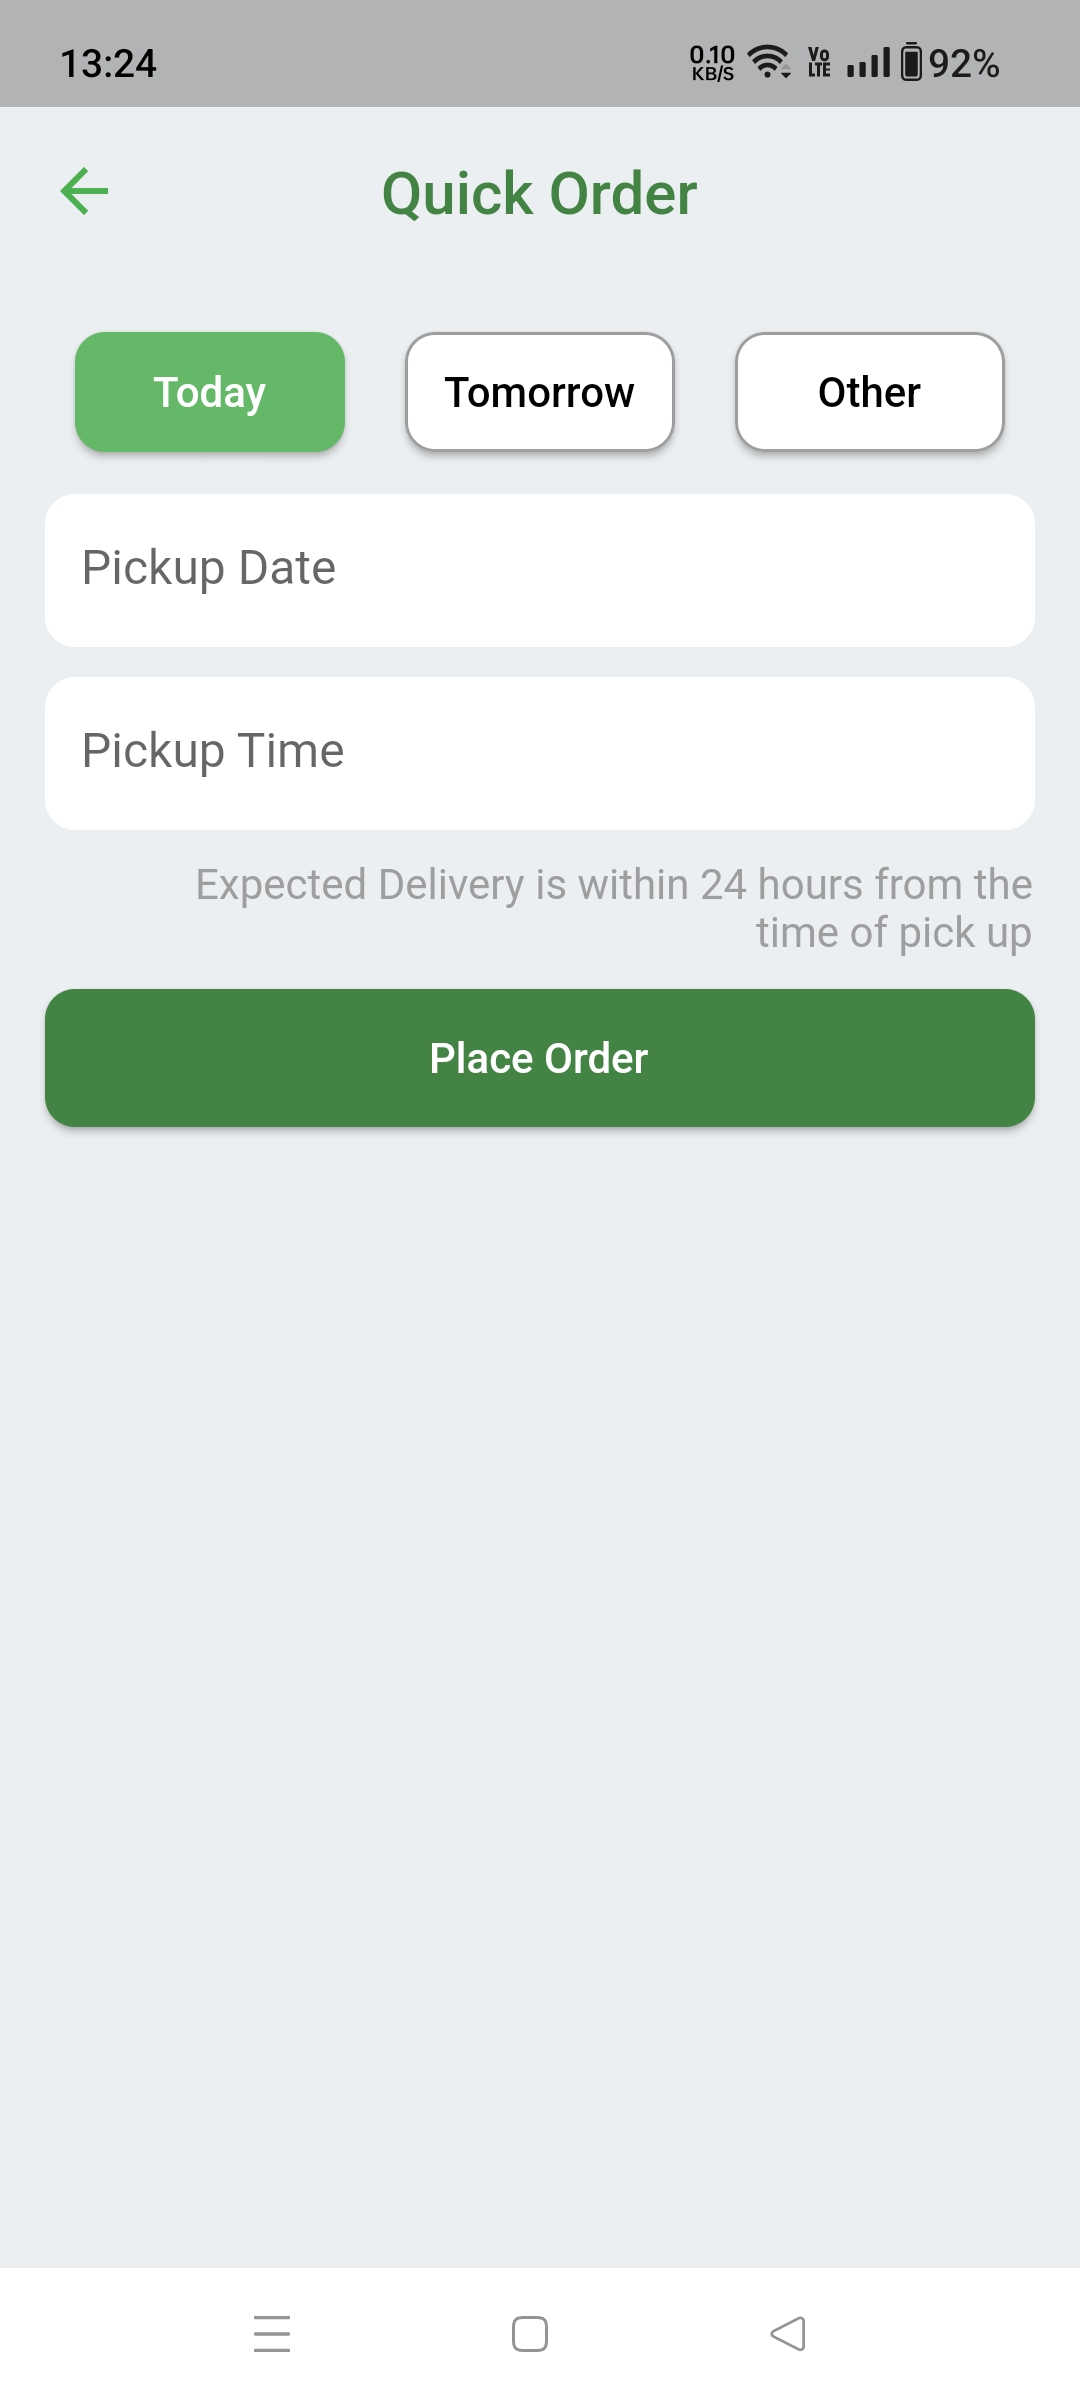 13:24
0.10
KB/S
Vo
LTE
92%
Quick Order
Today
Tomorrow
Other
Pickup Date
Pickup Time
Expected Delivery is within 24 hours from the
time of pick up
Place Order